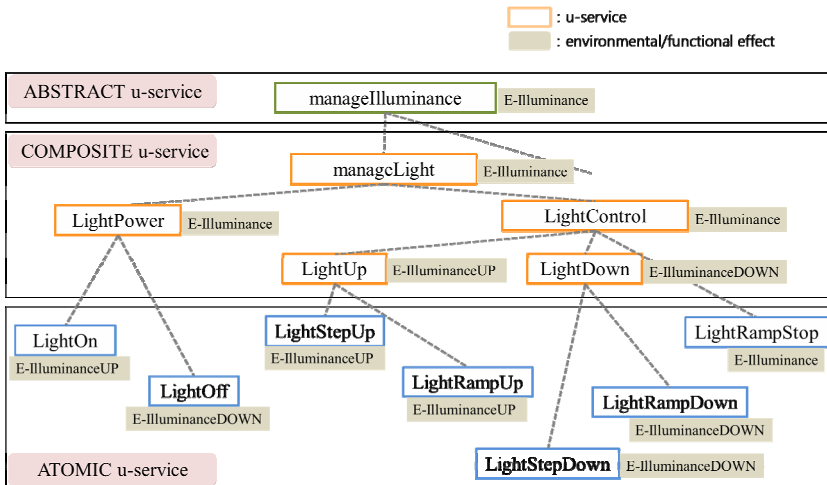 : u-service
: environmental/functional effect
ABSTRACT u-service
manageIlluminance
E-Illuminance
COMPOSITE u-service
manageLight
E-Illuminance
LightPower
E-Illuminance
LightControl
E-Illuminance
LightUp
E-IlluminanceUP
LightDown
E-IlluminanceDOWN
LightOn
E-IlluminanceUP
LightStepUp
E-IlluminanceUP
LightRampStop
E-Illuminance
LightOff
E-IlluminanceDOWN
LightRampUp
E-IlluminanceUP
LightRampDown
E-IlluminanceDOWN
LightStepDown
E-IlluminanceDOWN
ATOMIC u-service